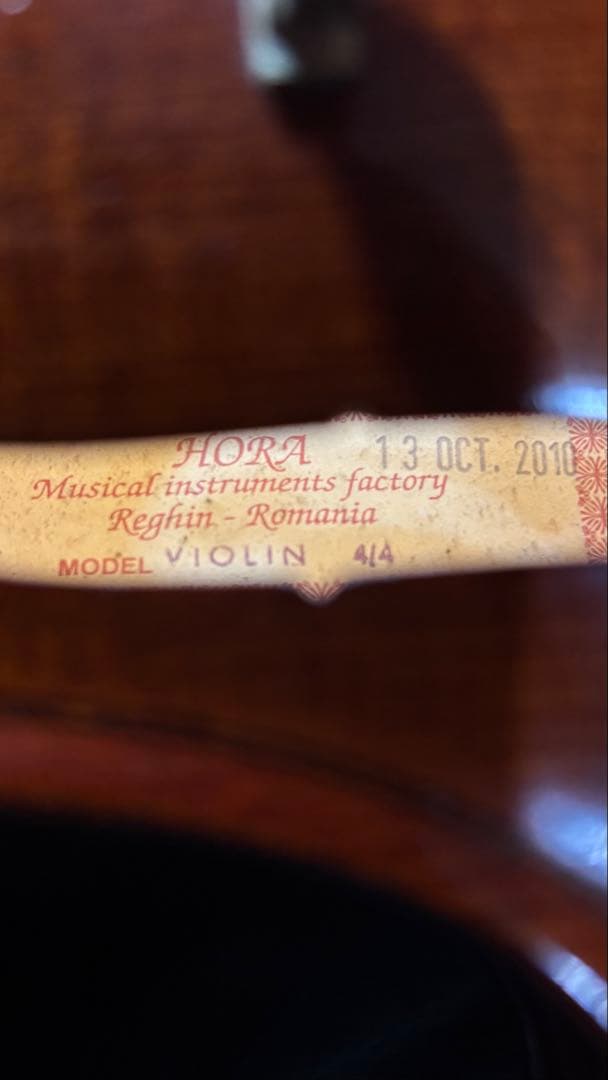 HORA 13 OCT. 2010
Musical instruments factory
Reghin - Romania
MODEL VIOLIN 4/4